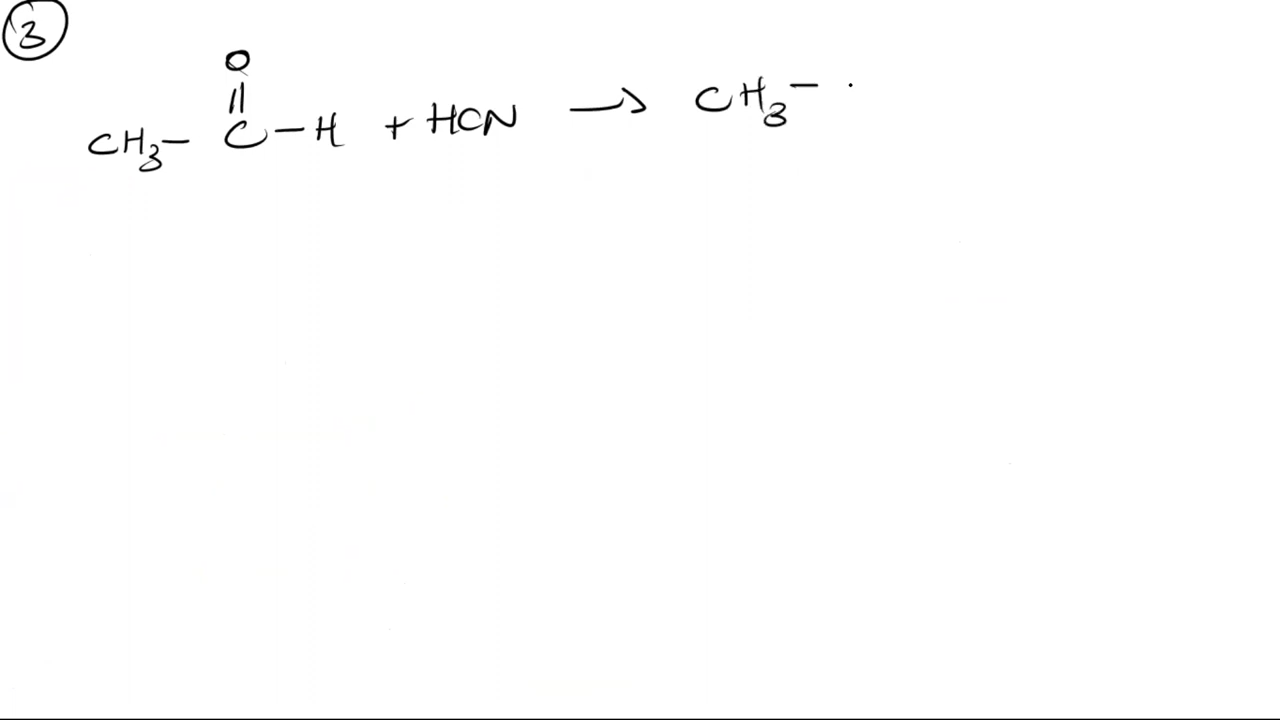 ③
O
||
CH₃– C–H + HCN → CH₃–